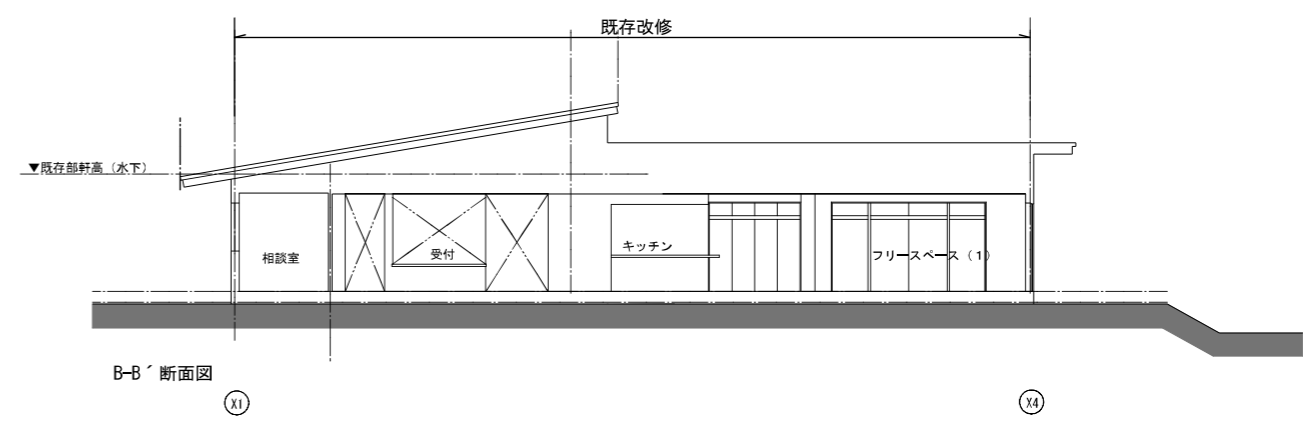 既存改修
▼既存部軒高（水下）
相談室
受付
キッチン
フリースペース（１）
B-B´断面図
X1
X4